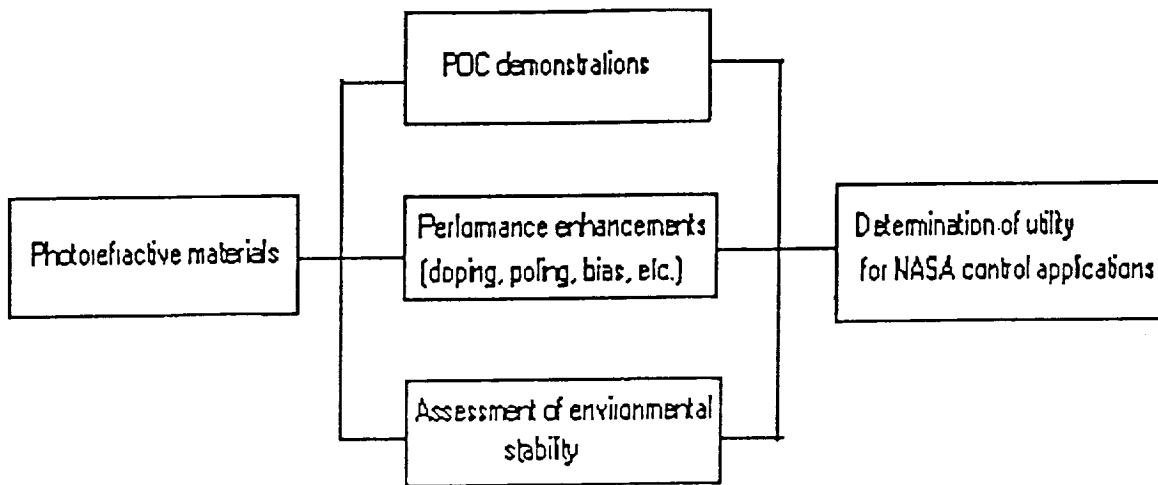 POC demonstrations
Photorefractive materials
Performance enhancements
(doping, poling, bias, etc.)
Assessment of environmental
stability
Determination of utility
for NASA control applications